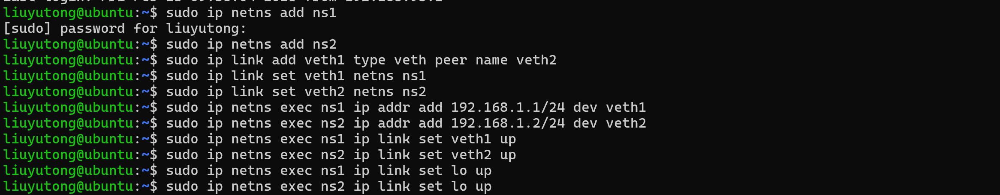 liuyutong@ubuntu:~$ sudo ip netns add ns1
[sudo] password for liuyutong:
liuyutong@ubuntu:~$ sudo ip netns add ns2
liuyutong@ubuntu:~$ sudo ip link add veth1 type veth peer name veth2
liuyutong@ubuntu:~$ sudo ip link set veth1 netns ns1
liuyutong@ubuntu:~$ sudo ip link set veth2 netns ns2
liuyutong@ubuntu:~$ sudo ip netns exec ns1 ip addr add 192.168.1.1/24 dev veth1
liuyutong@ubuntu:~$ sudo ip netns exec ns2 ip addr add 192.168.1.2/24 dev veth2
liuyutong@ubuntu:~$ sudo ip netns exec ns1 ip link set veth1 up
liuyutong@ubuntu:~$ sudo ip netns exec ns2 ip link set veth2 up
liuyutong@ubuntu:~$ sudo ip netns exec ns1 ip link set lo up
liuyutong@ubuntu:~$ sudo ip netns exec ns2 ip link set lo up